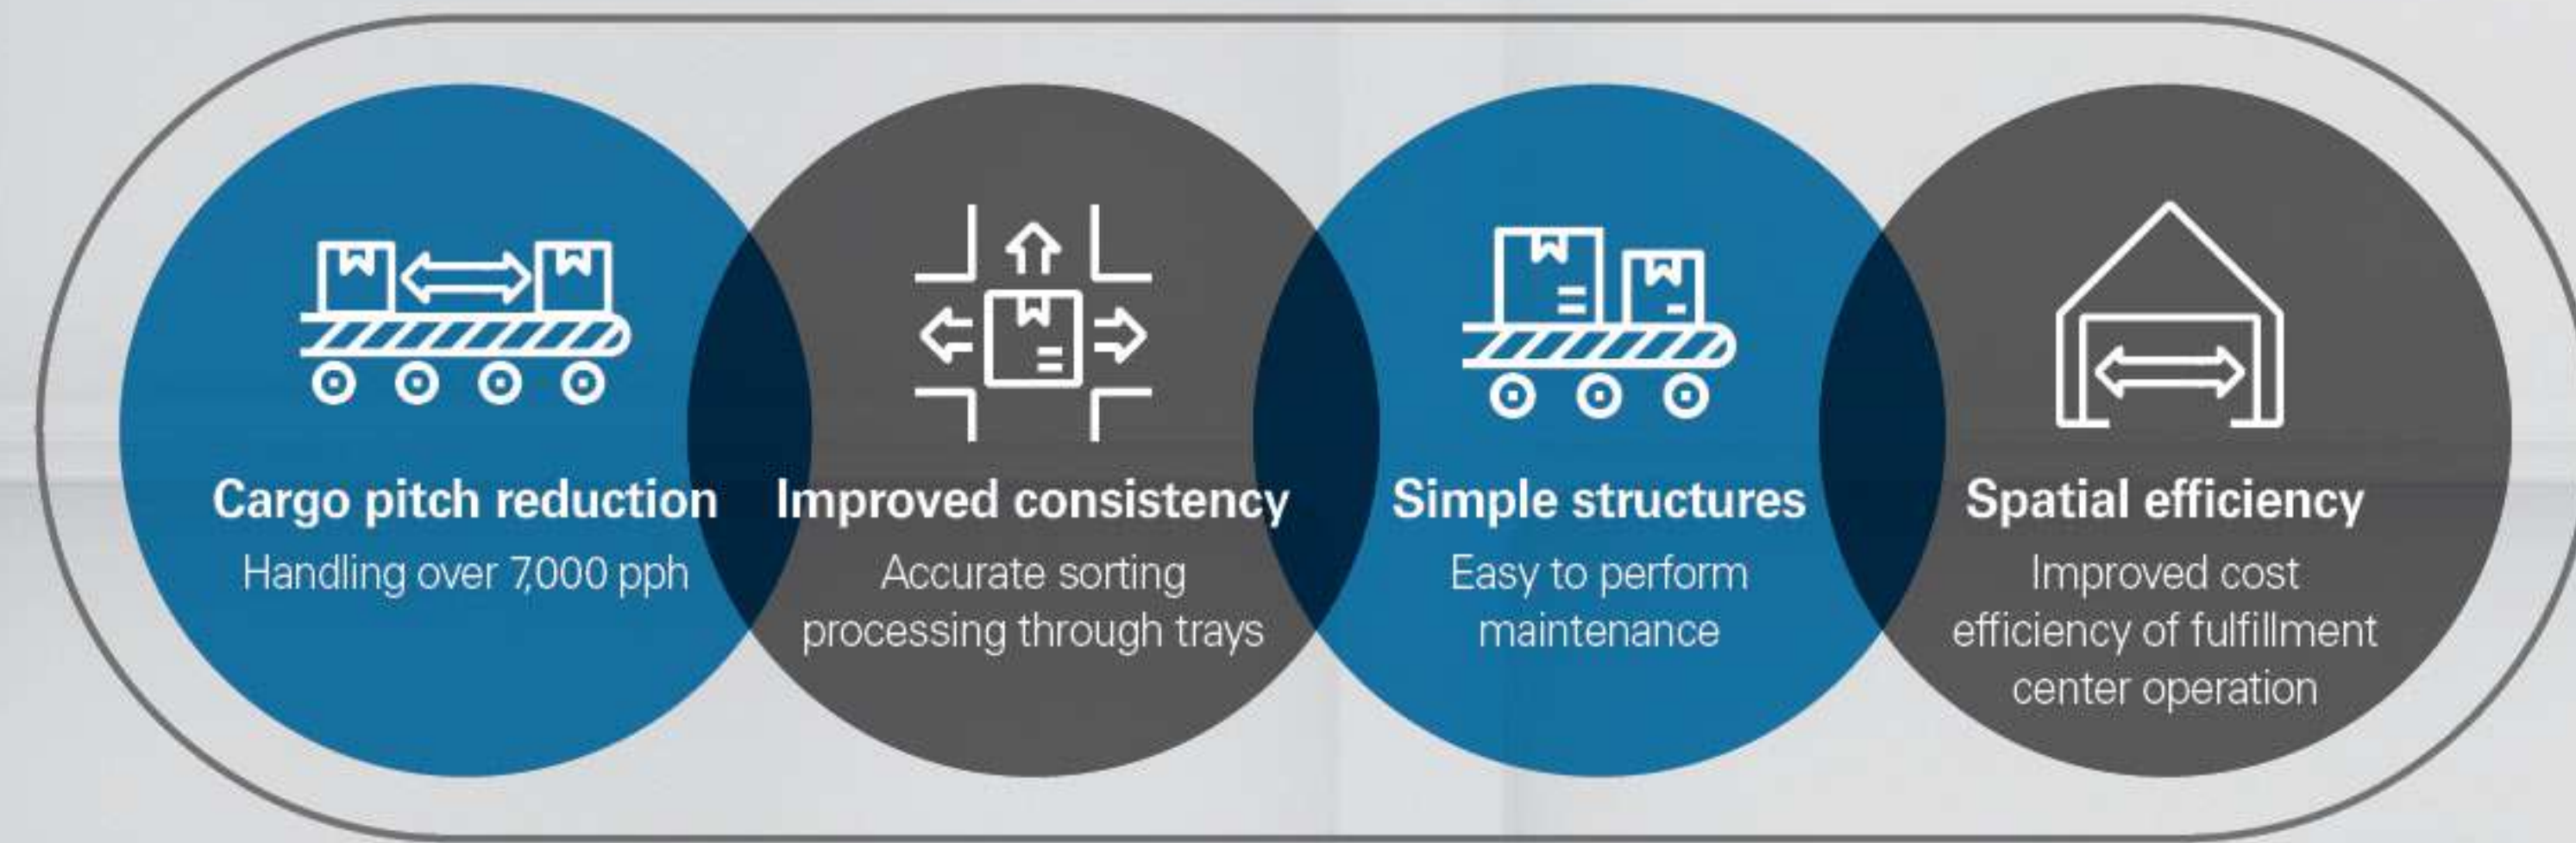 Cargo pitch reduction
Handling over 7,000 pph
Improved consistency
Accurate sorting
processing through trays
Simple structures
Easy to perform
maintenance
Spatial efficiency
Improved cost
efficiency of fulfillment
center operation